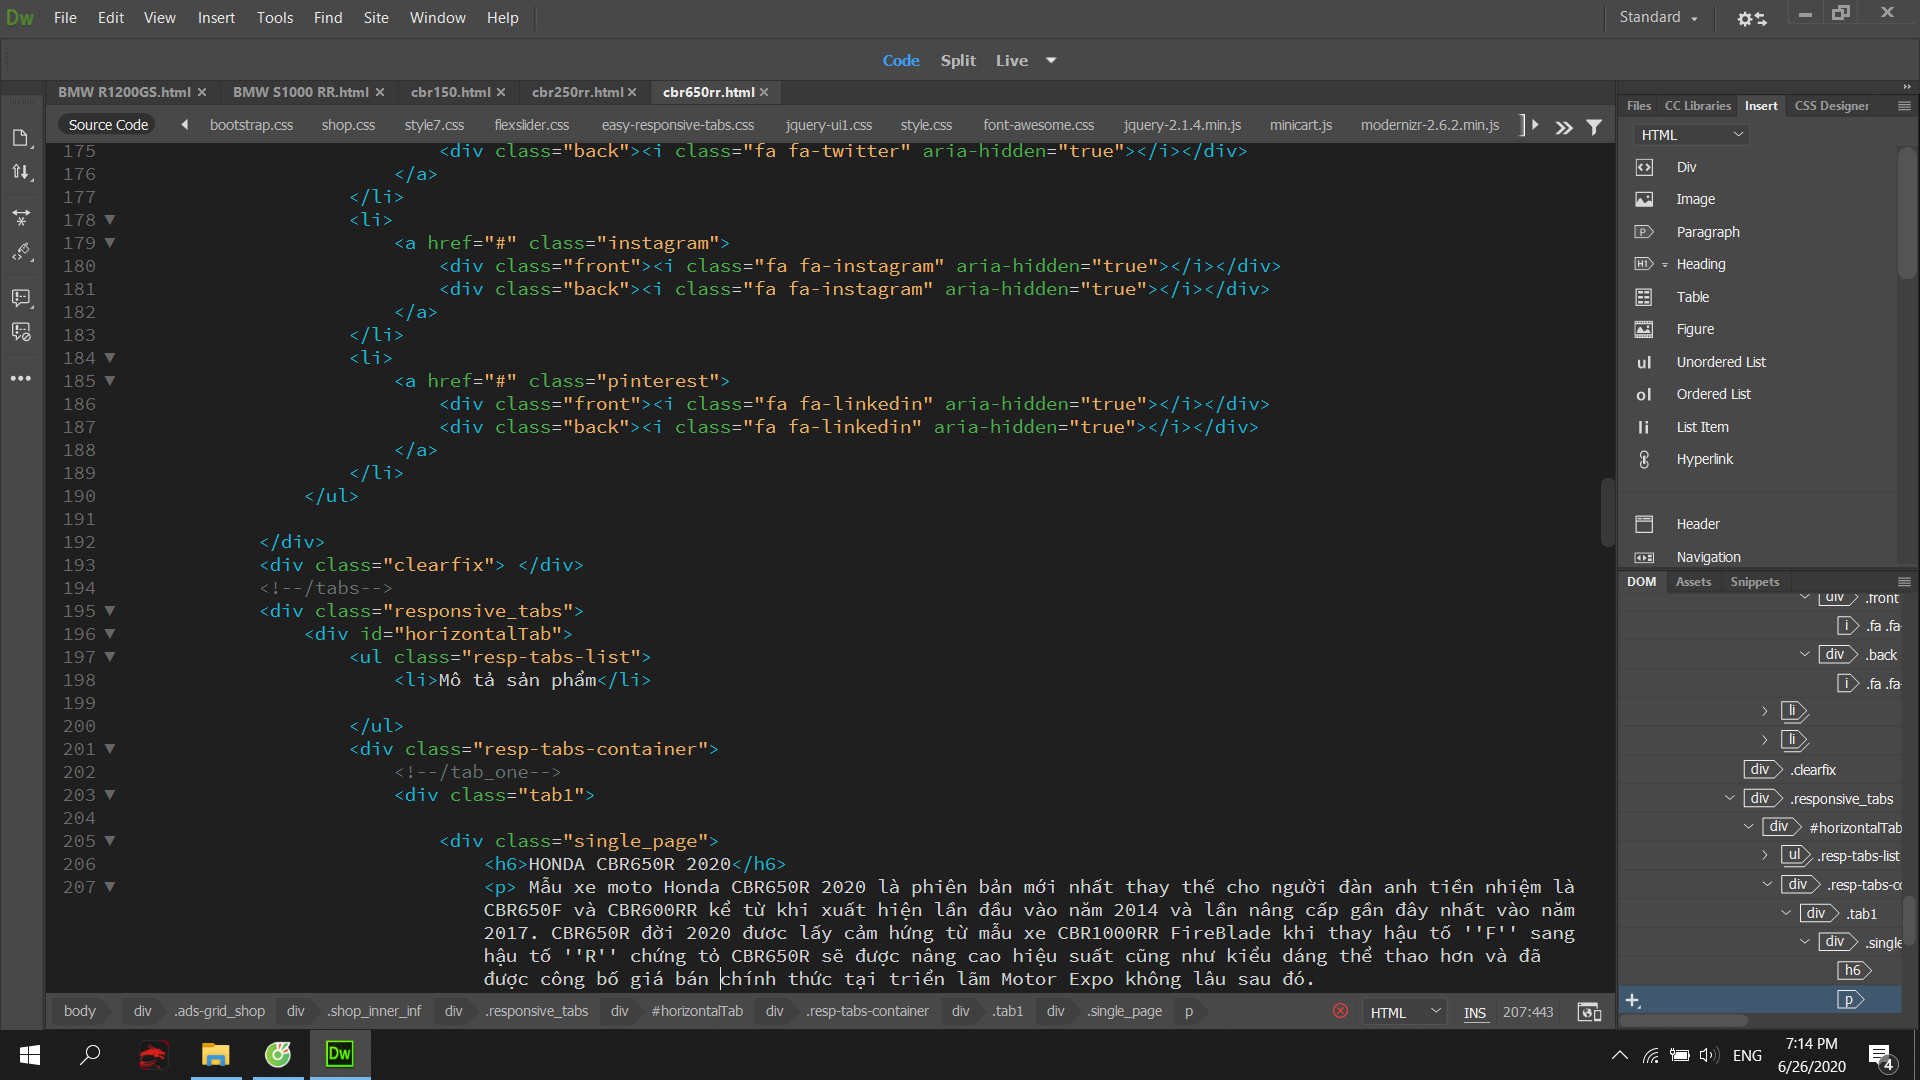 Dw File Edit View Insert Tools Find Site Window Help Standard
Code Split Live
BMW R1200GS.html BMW S1000 RR.html cbr150.html cbr250rr.html cbr650rr.html
Source Code bootstrap.css shop.css style7.css flexslider.css easy-responsive-tabs.css jquery-ui1.css style.css font-awesome.css jquery-2.1.4.min.js minicart.js modernizr-2.6.2.min.js
175 <div class="back"><i class="fa fa-twitter" aria-hidden="true"></i></div>
176 </a>
177 </li>
178 <li>
179 <a href="#" class="instagram">
180 <div class="front"><i class="fa fa-instagram" aria-hidden="true"></i></div>
181 <div class="back"><i class="fa fa-instagram" aria-hidden="true"></i></div>
182 </a>
183 </li>
184 <li>
185 <a href="#" class="pinterest">
186 <div class="front"><i class="fa fa-linkedin" aria-hidden="true"></i></div>
187 <div class="back"><i class="fa fa-linkedin" aria-hidden="true"></i></div>
188 </a>
189 </li>
190 </ul>
191
192 </div>
193 <div class="clearfix"> </div>
194 <!--/tabs-->
195 <div class="responsive_tabs">
196 <div id="horizontalTab">
197 <ul class="resp-tabs-list">
198 <li>Mô tả sản phẩm</li>
199
200 </ul>
201 <div class="resp-tabs-container">
202 <!--/tab_one-->
203 <div class="tab1">
204
205 <div class="single_page">
206 <h6>HONDA CBR650R 2020</h6>
207 <p> Mẫu xe moto Honda CBR650R 2020 là phiên bản mới nhất thay thế cho người đàn anh tiền nhiệm là
CBR650F và CBR600RR kể từ khi xuất hiện lần đầu vào năm 2014 và lần nâng cấp gần đây nhất vào năm
2017. CBR650R đời 2020 đươc lấy cảm hứng từ mẫu xe CBR1000RR FireBlade khi thay hậu tố ''F'' sang
hậu tố ''R'' chứng tỏ CBR650R sẽ được nâng cao hiệu suất cũng như kiểu dáng thể thao hơn và đã
được công bố giá bán chính thức tại triển lãm Motor Expo không lâu sau đó.
body div .ads-grid_shop div .shop_inner_inf div .responsive_tabs div #horizontalTab div .resp-tabs-container div .tab1 div .single_page p HTML INS 207:443
Files CC Libraries Insert CSS Designer
HTML
Div
Image
P Paragraph
H1 Heading
Table
Figure
ul Unordered List
ol Ordered List
li List Item
Hyperlink
Header
Navigation
DOM Assets Snippets
div .front
i .fa .fa-
div .back
i .fa .fa-
li
li
div .clearfix
div .responsive_tabs
div #horizontalTab
ul .resp-tabs-list
div .resp-tabs-co
div .tab1
div .single
h6
p
Dw
ENG 7:14 PM
6/26/2020 4